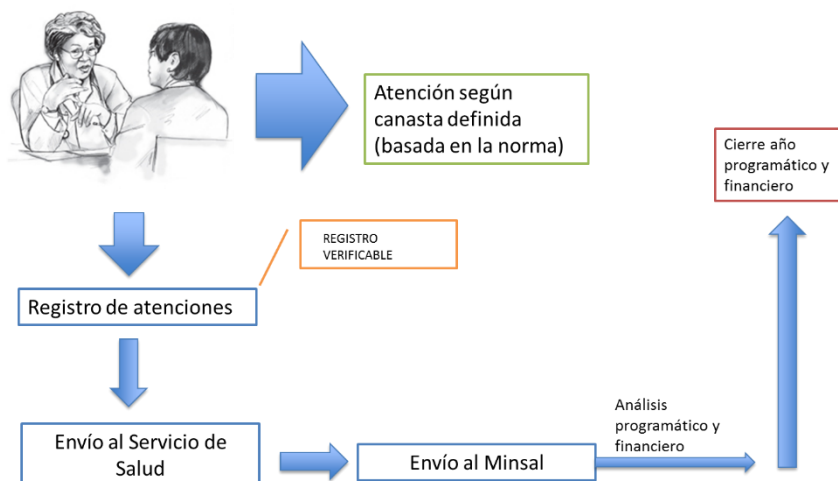 Atención según
canasta definida
(basada en la norma)
Cierre año
programático y
financiero
REGISTRO
VERIFICABLE
Registro de atenciones
Envío al Servicio de
Salud
Envío al Minsal
Análisis
programático y
financiero